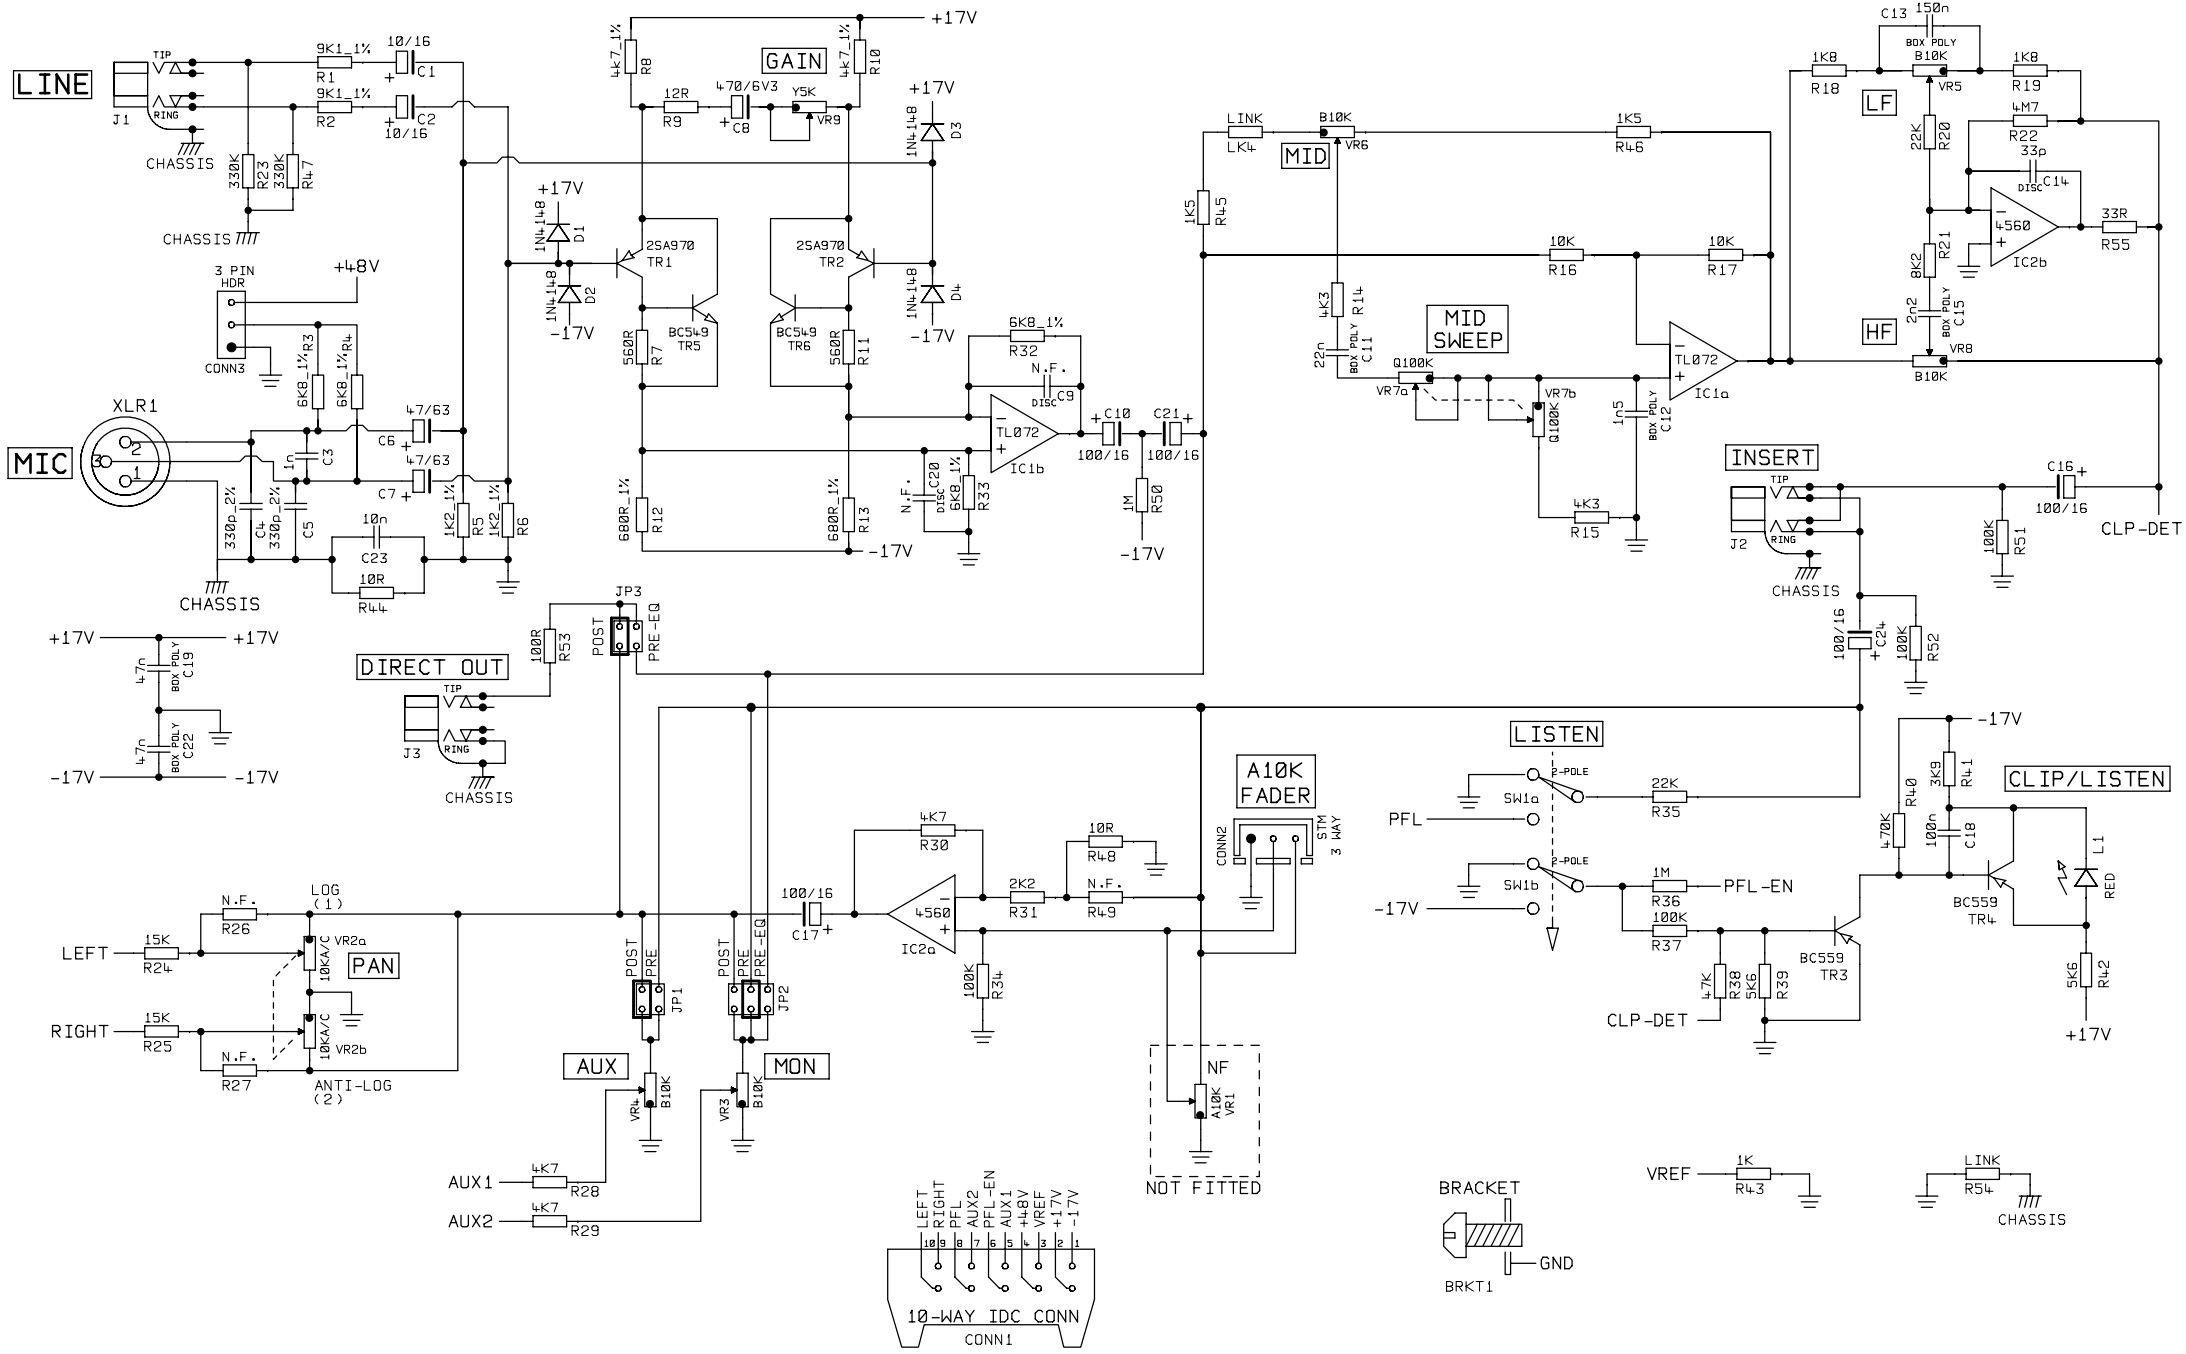 LINE
J1
TIP
RING
CHASSIS
9K1_1%
R1
10/16
C1
+
9K1_1%
R2
10/16
C2
+
330K
R23
330K
R47
CHASSIS
3 PIN
HDR
+48V
CONN3
6K8_1%
R3
6K8_1%
R4
XLR1
MIC
2
3
1
47/63
C6
+
47/63
C7
+
1n
C3
330p_2%
C4
330p_2%
C5
10n
C23
10R
R44
1K2_1%
R5
1K2_1%
R6
CHASSIS
+17V
+17V
47n
BOX POLY
C19
47n
BOX POLY
C22
-17V
-17V
+17V
4k7_1%
R8
4k7_1%
R10
GAIN
12R
R9
470/6V3
+
C8
Y5K
VR9
+17V
1N4148
D3
+17V
1N4148
D1
1N4148
D2
-17V
2SA970
TR1
2SA970
TR2
1N4148
D4
-17V
BC549
TR5
BC549
TR6
560R
R7
560R
R11
680R_1%
R12
680R_1%
R13
-17V
6K8_1%
R32
N.F.
DISC
C9
TL072
-
+
IC1b
N.F.
DISC
C20
6K8_1%
R33
+
C10
100/16
C21
+
100/16
1M
R50
-17V
LINK
LK4
B10K
VR6
MID
1K5
R46
1K5
R45
4K3
R14
22n
BOX POLY
C11
MID
SWEEP
Q100K
VR7a
VR7b
Q100K
4K3
R15
1n5
BOX POLY
C12
10K
R16
10K
R17
-
+
TL072
IC1a
C13
150n
BOX POLY
1K8
R18
B10K
VR5
1K8
R19
LF
4M7
R22
22K
R20
33p
DISC
C14
-
+
4560
IC2b
33R
R55
8K2
R21
2n2
BOX POLY
C15
HF
VR8
B10K
INSERT
TIP
RING
J2
CHASSIS
C16
+
100/16
100K
R51
CLP-DET
100/16
C24
+
100K
R52
JP3
POST
PRE-EQ
100R
R53
DIRECT OUT
TIP
RING
J3
CHASSIS
LISTEN
2-POLE
SW1a
PFL
22K
R35
2-POLE
SW1b
-17V
1M
R36
PFL-EN
100K
R37
47K
R38
5K6
R39
CLP-DET
BC559
TR3
-17V
R40
470K
3K9
R41
100n
C18
CLIP/LISTEN
BC559
TR4
L1
RED
5K6
R42
+17V
A10K
FADER
CONN2
STM
3 WAY
4K7
R30
10R
R48
2K2
R31
N.F.
R49
4560
-
+
IC2a
100K
R34
100/16
C17
+
N.F.
R26
LOG
(1)
LEFT
15K
R24
VR2a
10KA/C
PAN
RIGHT
15K
R25
10KA/C
VR2b
N.F.
R27
ANTI-LOG
(2)
POST
PRE
JP1
POST
PRE
PRE-EQ
JP2
AUX
VR4
B10K
VR3
B10K
MON
NF
A10K
VR1
NOT FITTED
AUX1
4K7
R28
AUX2
4K7
R29
LEFT
RIGHT
PFL
AUX2
PFL-EN
AUX1
+48V
VREF
+17V
-17V
10 9 8 7 6 5 4 3 2 1
10-WAY IDC CONN
CONN1
BRACKET
GND
BRKT1
VREF
1K
R43
LINK
R54
CHASSIS